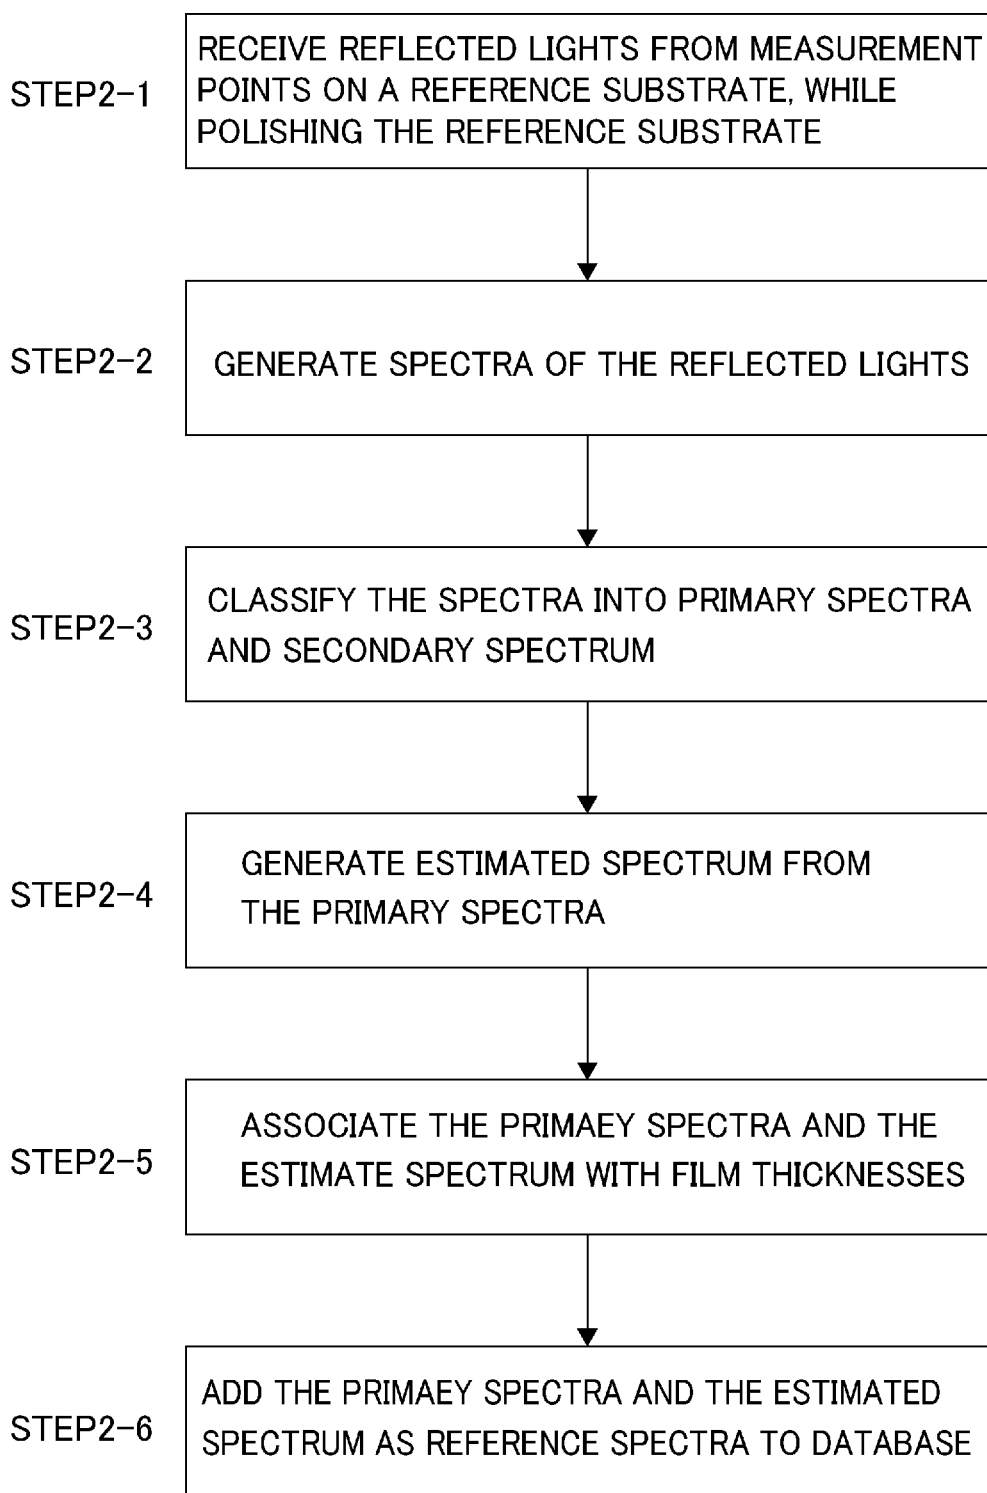 STEP2-1
RECEIVE REFLECTED LIGHTS FROM MEASUREMENT
POINTS ON A REFERENCE SUBSTRATE, WHILE
POLISHING THE REFERENCE SUBSTRATE
STEP2-2
GENERATE SPECTRA OF THE REFLECTED LIGHTS
STEP2-3
CLASSIFY THE SPECTRA INTO PRIMARY SPECTRA
AND SECONDARY SPECTRUM
STEP2-4
GENERATE ESTIMATED SPECTRUM FROM
THE PRIMARY SPECTRA
STEP2-5
ASSOCIATE THE PRIMAEY SPECTRA AND THE
ESTIMATE SPECTRUM WITH FILM THICKNESSES
STEP2-6
ADD THE PRIMAEY SPECTRA AND THE ESTIMATED
SPECTRUM AS REFERENCE SPECTRA TO DATABASE